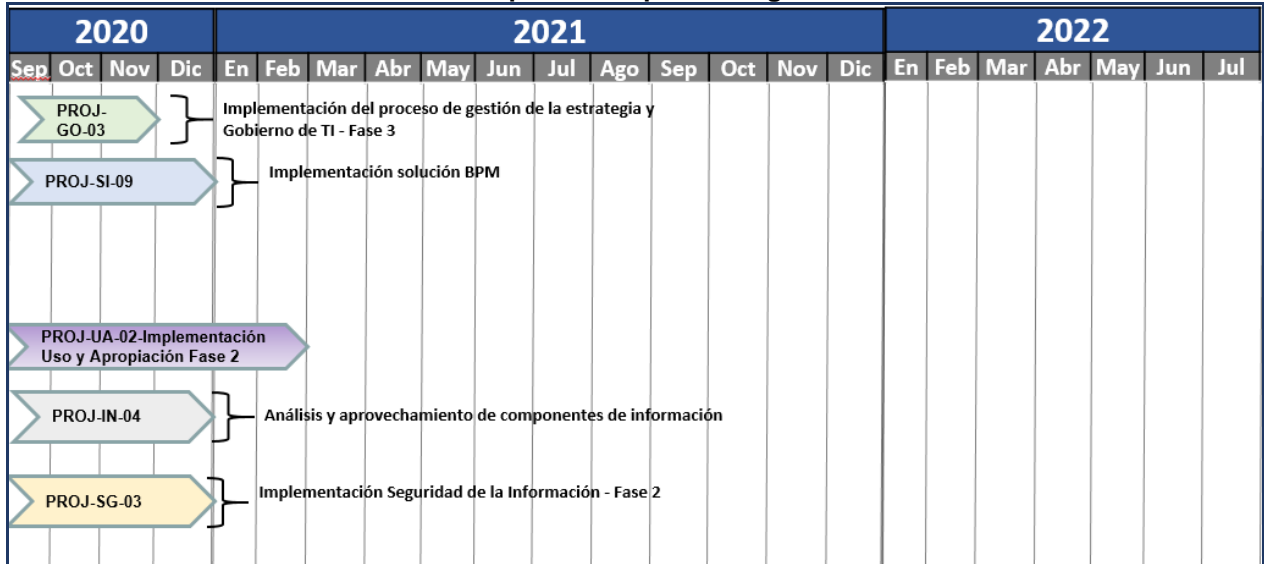 2020 2021 2022
Sep Oct Nov Dic En Feb Mar Abr May Jun Jul Ago Sep Oct Nov Dic En Feb Mar Abr May Jun Jul
PROJ-
GO-03
Implementación del proceso de gestión de la estrategia y
Gobierno de TI - Fase 3
PROJ-SI-09
Implementación solución BPM
PROJ-UA-02-Implementación
Uso y Apropiación Fase 2
PROJ-IN-04
Análisis y aprovechamiento de componentes de información
PROJ-SG-03
Implementación Seguridad de la Información - Fase 2